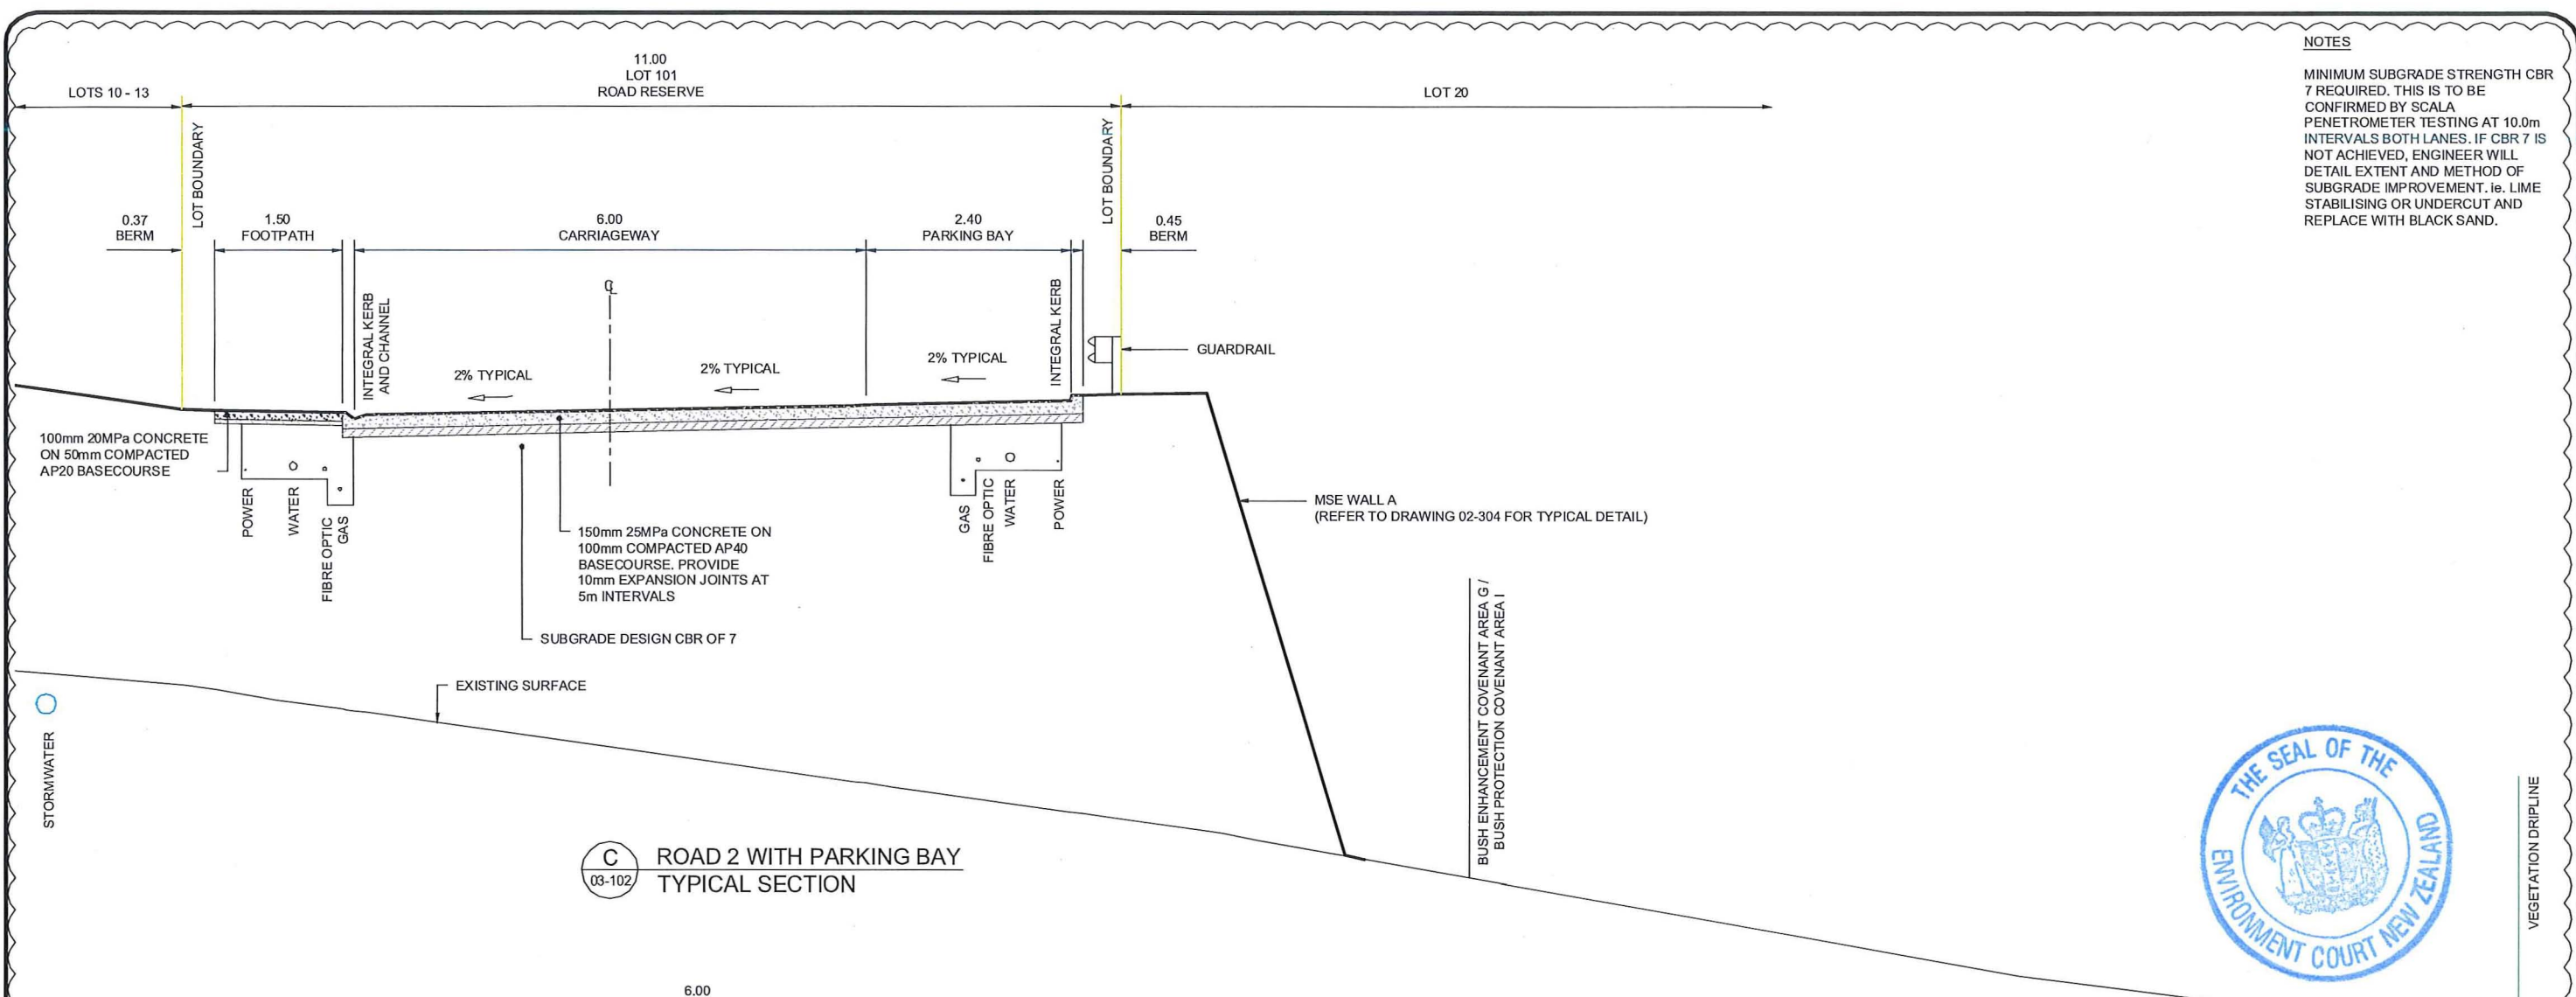 11.00
LOT 101
ROAD RESERVE
LOTS 10 - 13
LOT 20
NOTES
MINIMUM SUBGRADE STRENGTH CBR
7 REQUIRED. THIS IS TO BE
CONFIRMED BY SCALA
PENETROMETER TESTING AT 10.0m
INTERVALS BOTH LANES. IF CBR 7 IS
NOT ACHIEVED, ENGINEER WILL
DETAIL EXTENT AND METHOD OF
SUBGRADE IMPROVEMENT. ie. LIME
STABILISING OR UNDERCUT AND
REPLACE WITH BLACK SAND.
LOT BOUNDARY
LOT BOUNDARY
0.37
BERM
1.50
FOOTPATH
6.00
CARRIAGEWAY
2.40
PARKING BAY
0.45
BERM
INTEGRAL KERB
AND CHANNEL
CL
INTEGRAL KERB
2% TYPICAL
2% TYPICAL
2% TYPICAL
GUARDRAIL
100mm 20MPa CONCRETE
ON 50mm COMPACTED
AP20 BASECOURSE
POWER
WATER
FIBRE OPTIC
GAS
GAS
FIBRE OPTIC
WATER
POWER
150mm 25MPa CONCRETE ON
100mm COMPACTED AP40
BASECOURSE. PROVIDE
10mm EXPANSION JOINTS AT
5m INTERVALS
SUBGRADE DESIGN CBR OF 7
MSE WALL A
(REFER TO DRAWING 02-304 FOR TYPICAL DETAIL)
EXISTING SURFACE
STORMWATER
BUSH ENHANCEMENT COVENANT AREA G /
BUSH PROTECTION COVENANT AREA I
VEGETATION DRIPLINE
THE SEAL OF THE
ENVIRONMENT COURT NEW ZEALAND
C
03-102
ROAD 2 WITH PARKING BAY
TYPICAL SECTION
6.00